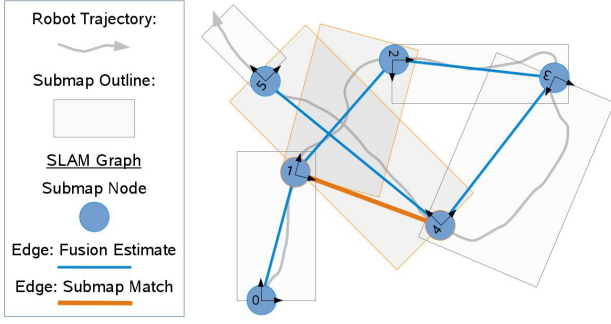 Robot Trajectory:
Submap Outline:
SLAM Graph
Submap Node
Edge: Fusion Estimate
Edge: Submap Match
0
1
2
3
4
5